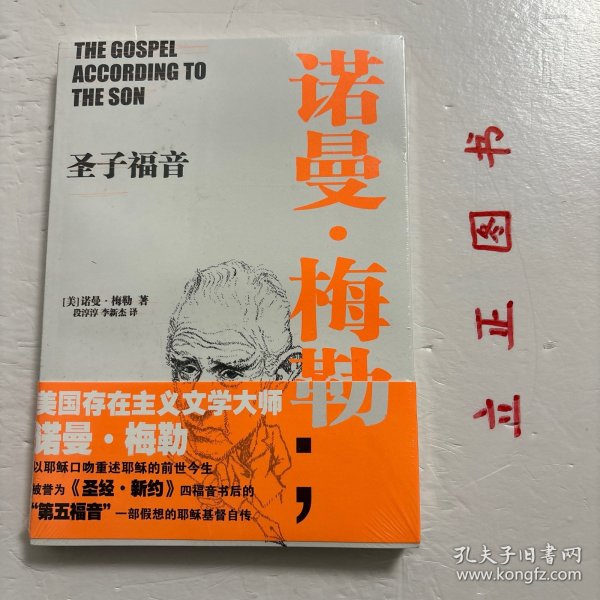 THE GOSPEL
ACCORDING TO
THE SON
圣子福音
诺曼·梅勒
[美]诺曼·梅勒 著
段淳淳 李新杰 译
美国存在主义文学大师
诺曼·梅勒
以耶稣口吻重述耶稣的前世今生
被誉为《圣经·新约》四福音书后的
“第五福音” 一部假想的耶稣基督自传
立正图书
孔夫子旧书网
www.kongfz.com